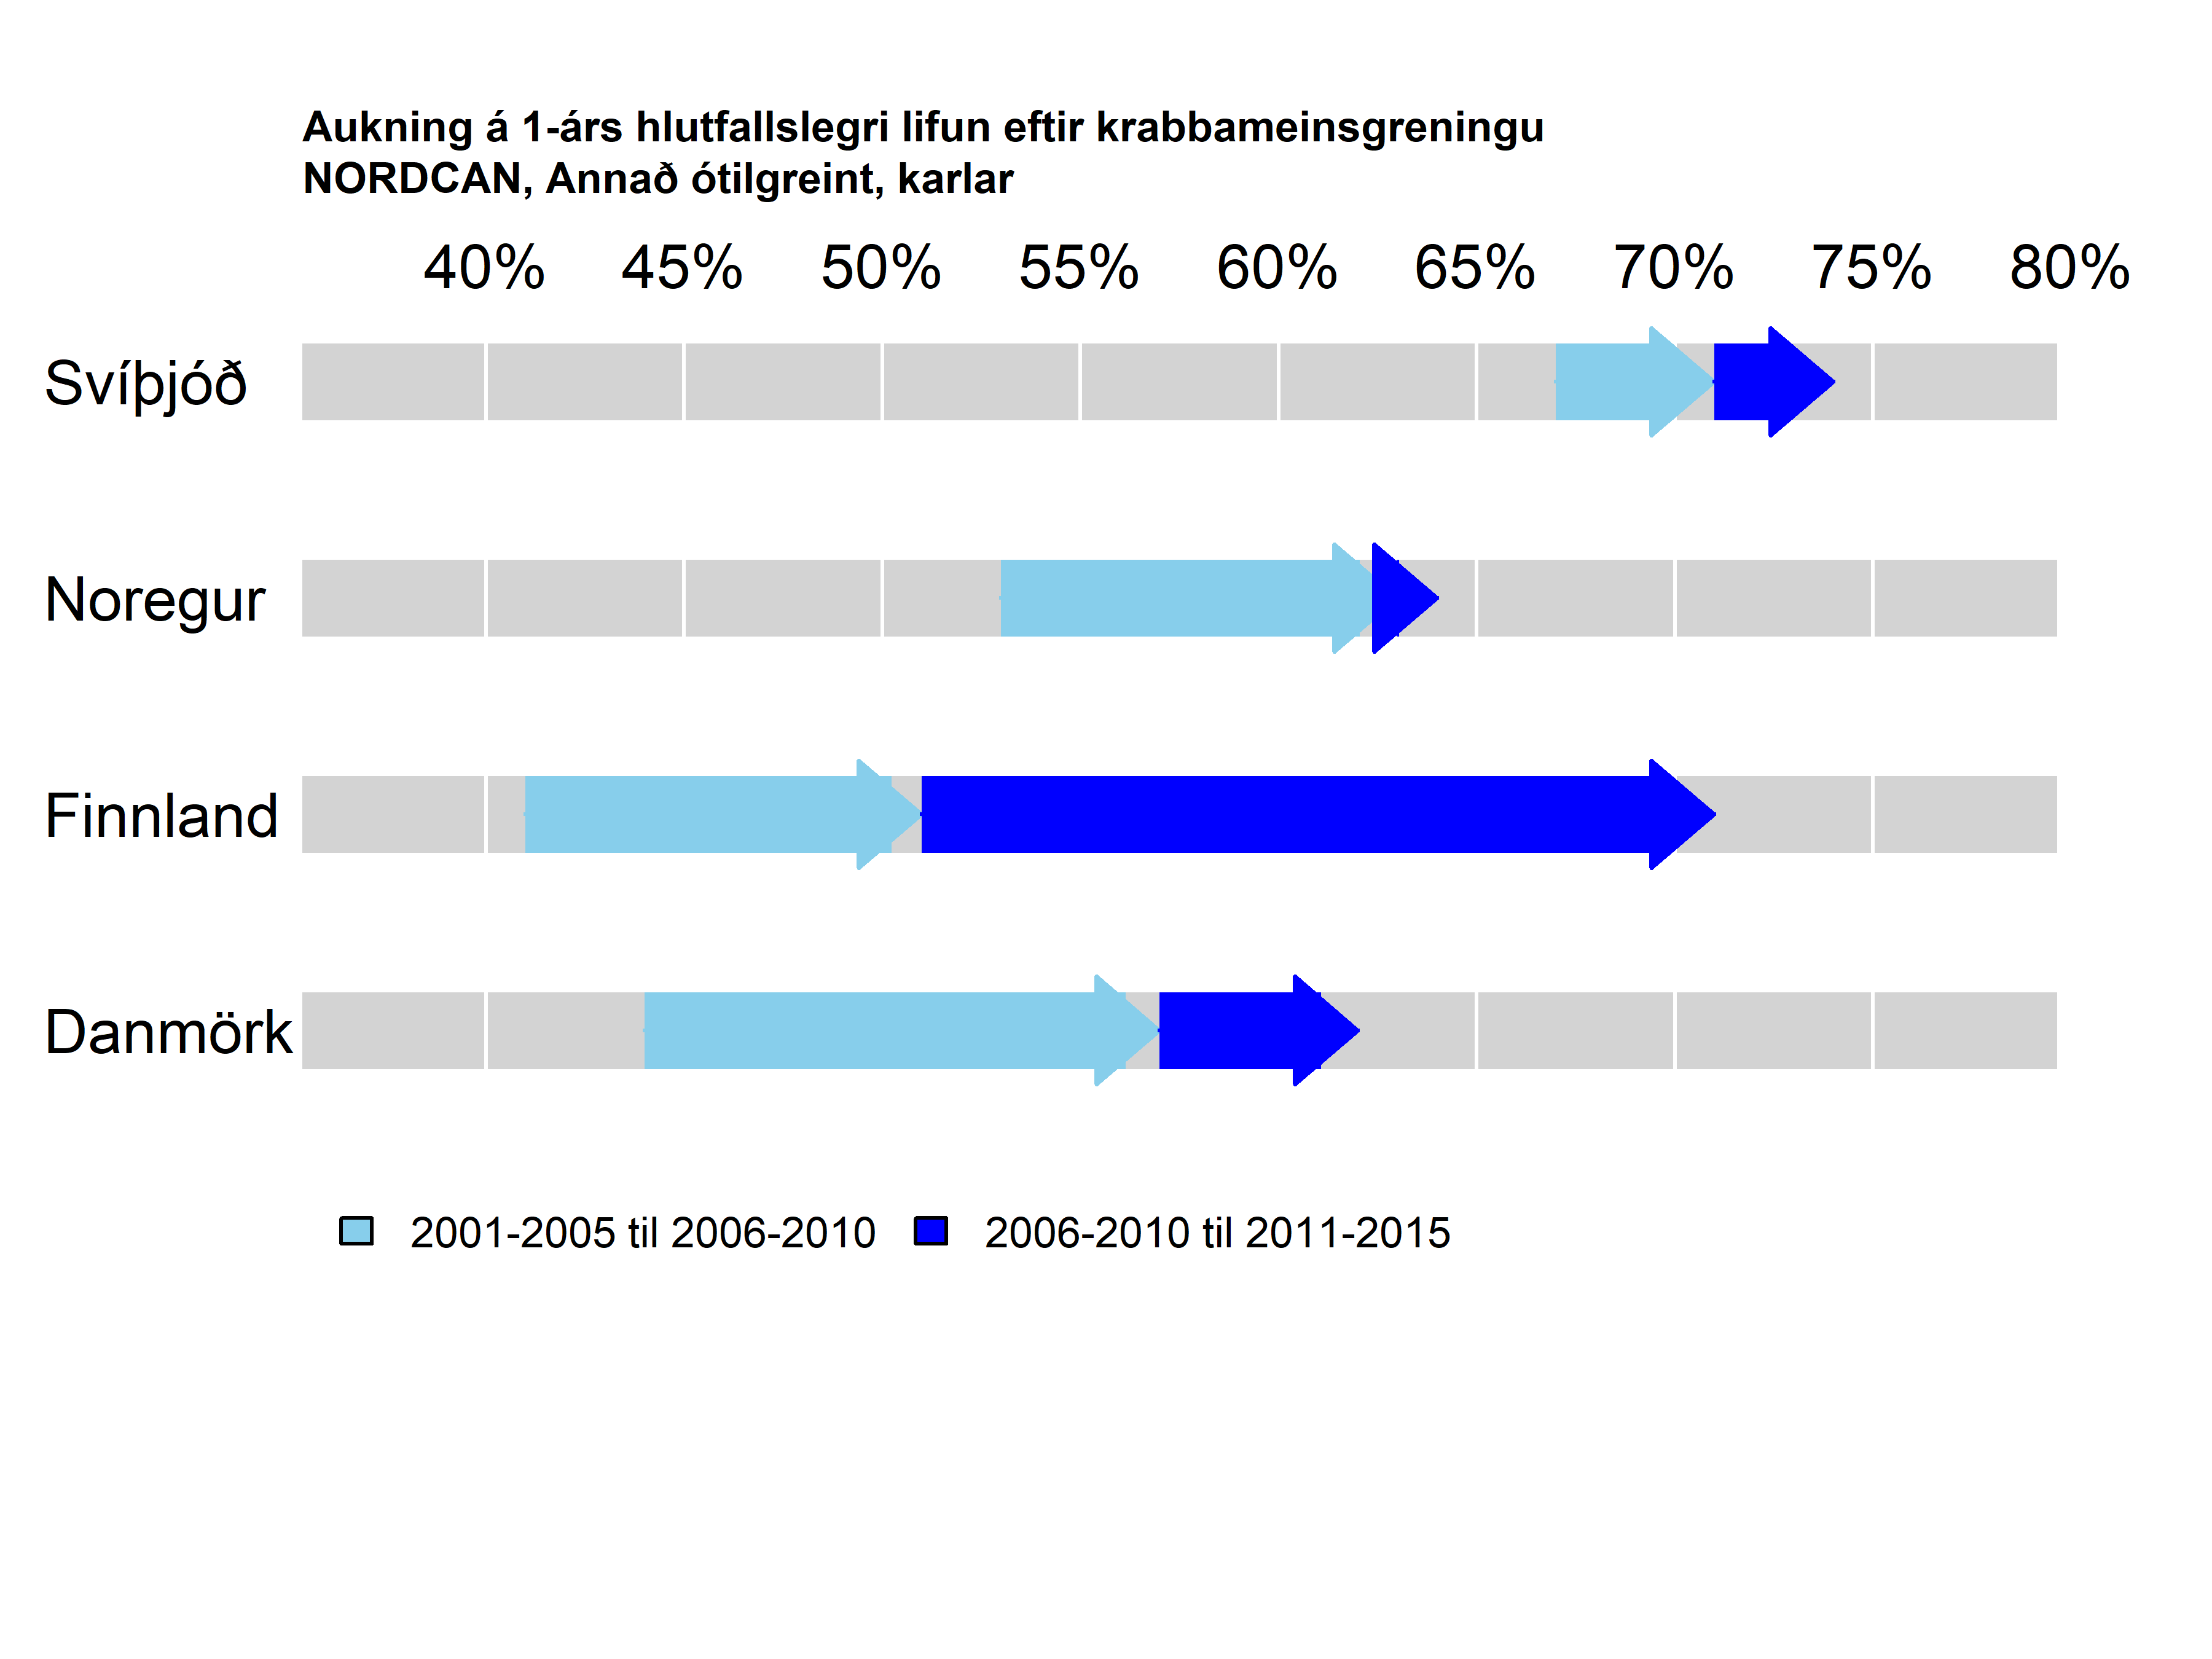 Aukning á 1-árs hlutfallslegri lifun eftir krabbameinsgreningu
NORDCAN, Annað ótilgreint, karlar
40% 45% 50% 55% 60% 65% 70% 75% 80%
Svíþjóð
Noregur
Finnland
Danmörk
2001-2005 til 2006-2010 2006-2010 til 2011-2015